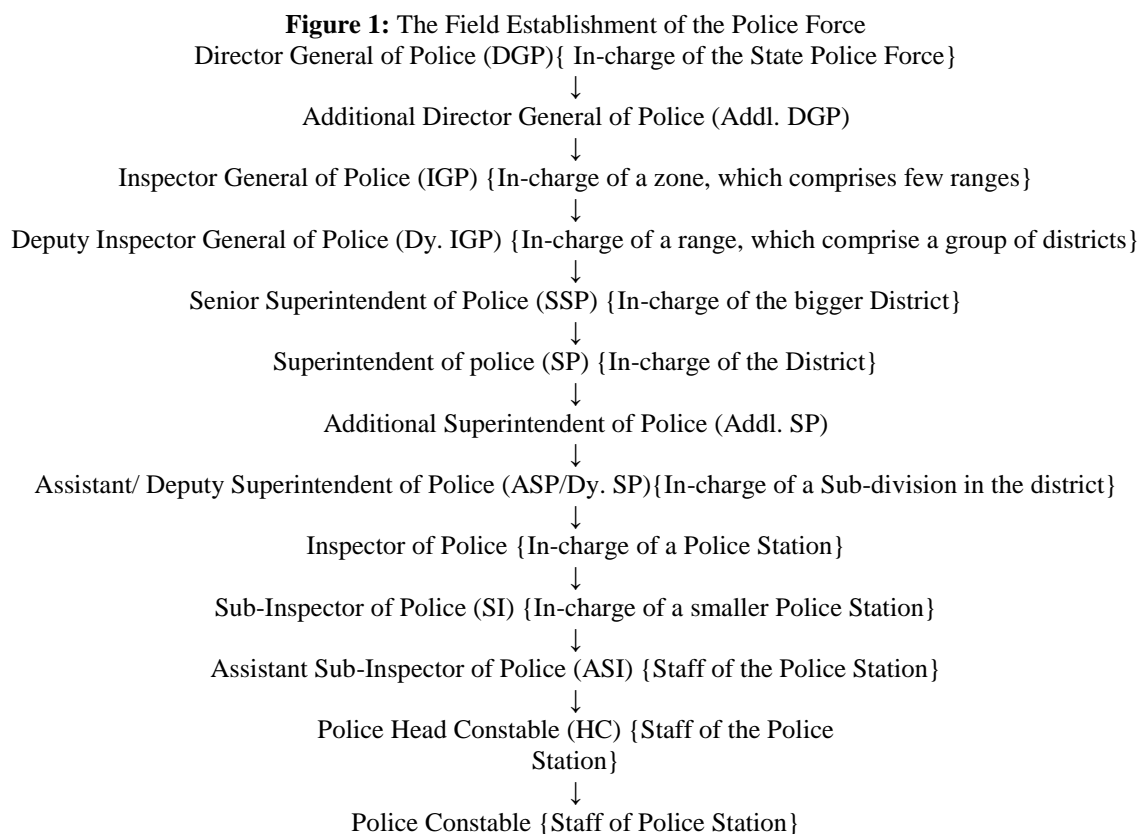 Figure 1: The Field Establishment of the Police Force
Director General of Police (DGP){ In-charge of the State Police Force}
↓
Additional Director General of Police (Addl. DGP)
↓
Inspector General of Police (IGP) {In-charge of a zone, which comprises few ranges}
↓
Deputy Inspector General of Police (Dy. IGP) {In-charge of a range, which comprise a group of districts}
↓
Senior Superintendent of Police (SSP) {In-charge of the bigger District}
↓
Superintendent of police (SP) {In-charge of the District}
↓
Additional Superintendent of Police (Addl. SP)
↓
Assistant/ Deputy Superintendent of Police (ASP/Dy. SP){In-charge of a Sub-division in the district}
↓
Inspector of Police {In-charge of a Police Station}
↓
Sub-Inspector of Police (SI) {In-charge of a smaller Police Station}
↓
Assistant Sub-Inspector of Police (ASI) {Staff of the Police Station}
↓
Police Head Constable (HC) {Staff of the Police
Station}
↓
Police Constable {Staff of Police Station}